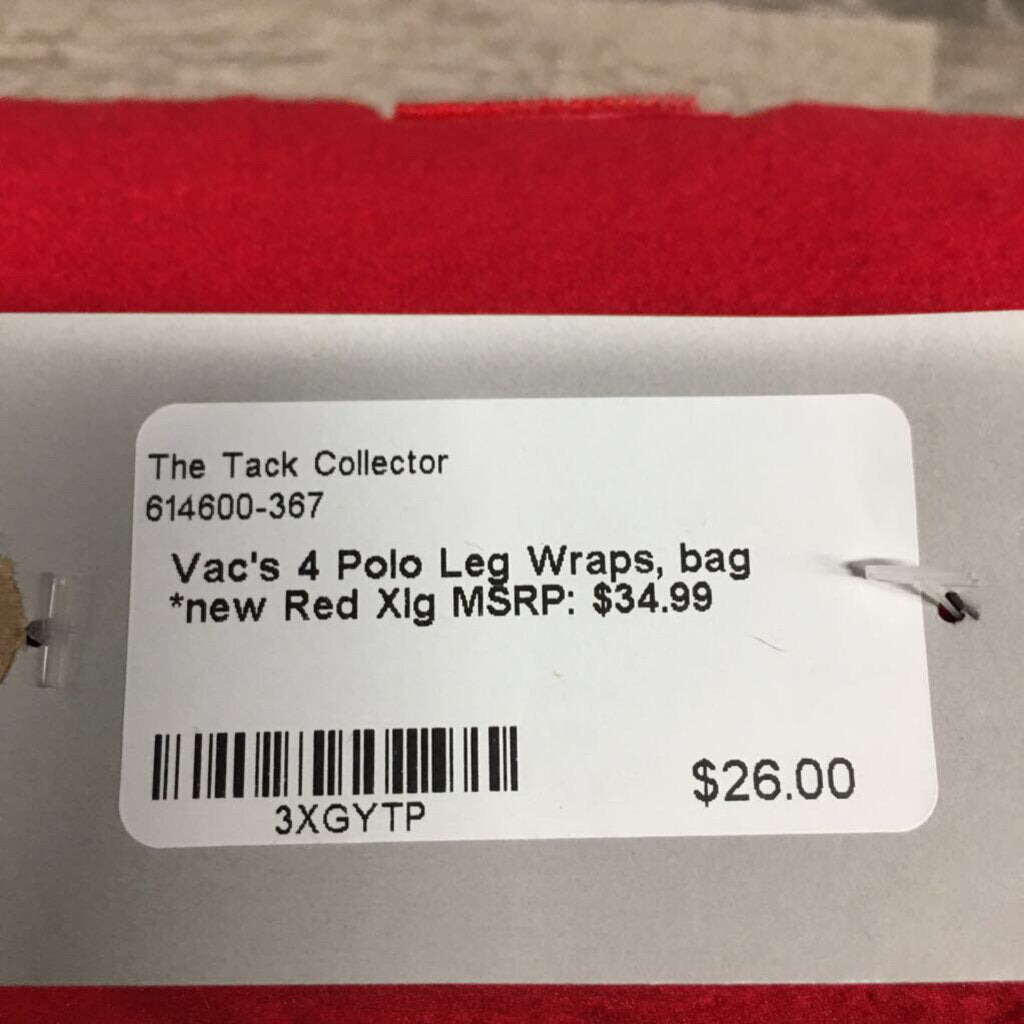 The Tack Collector
614600-367
Vac's 4 Polo Leg Wraps, bag
*new Red Xlg MSRP: $34.99
3XGYTP
$26.00